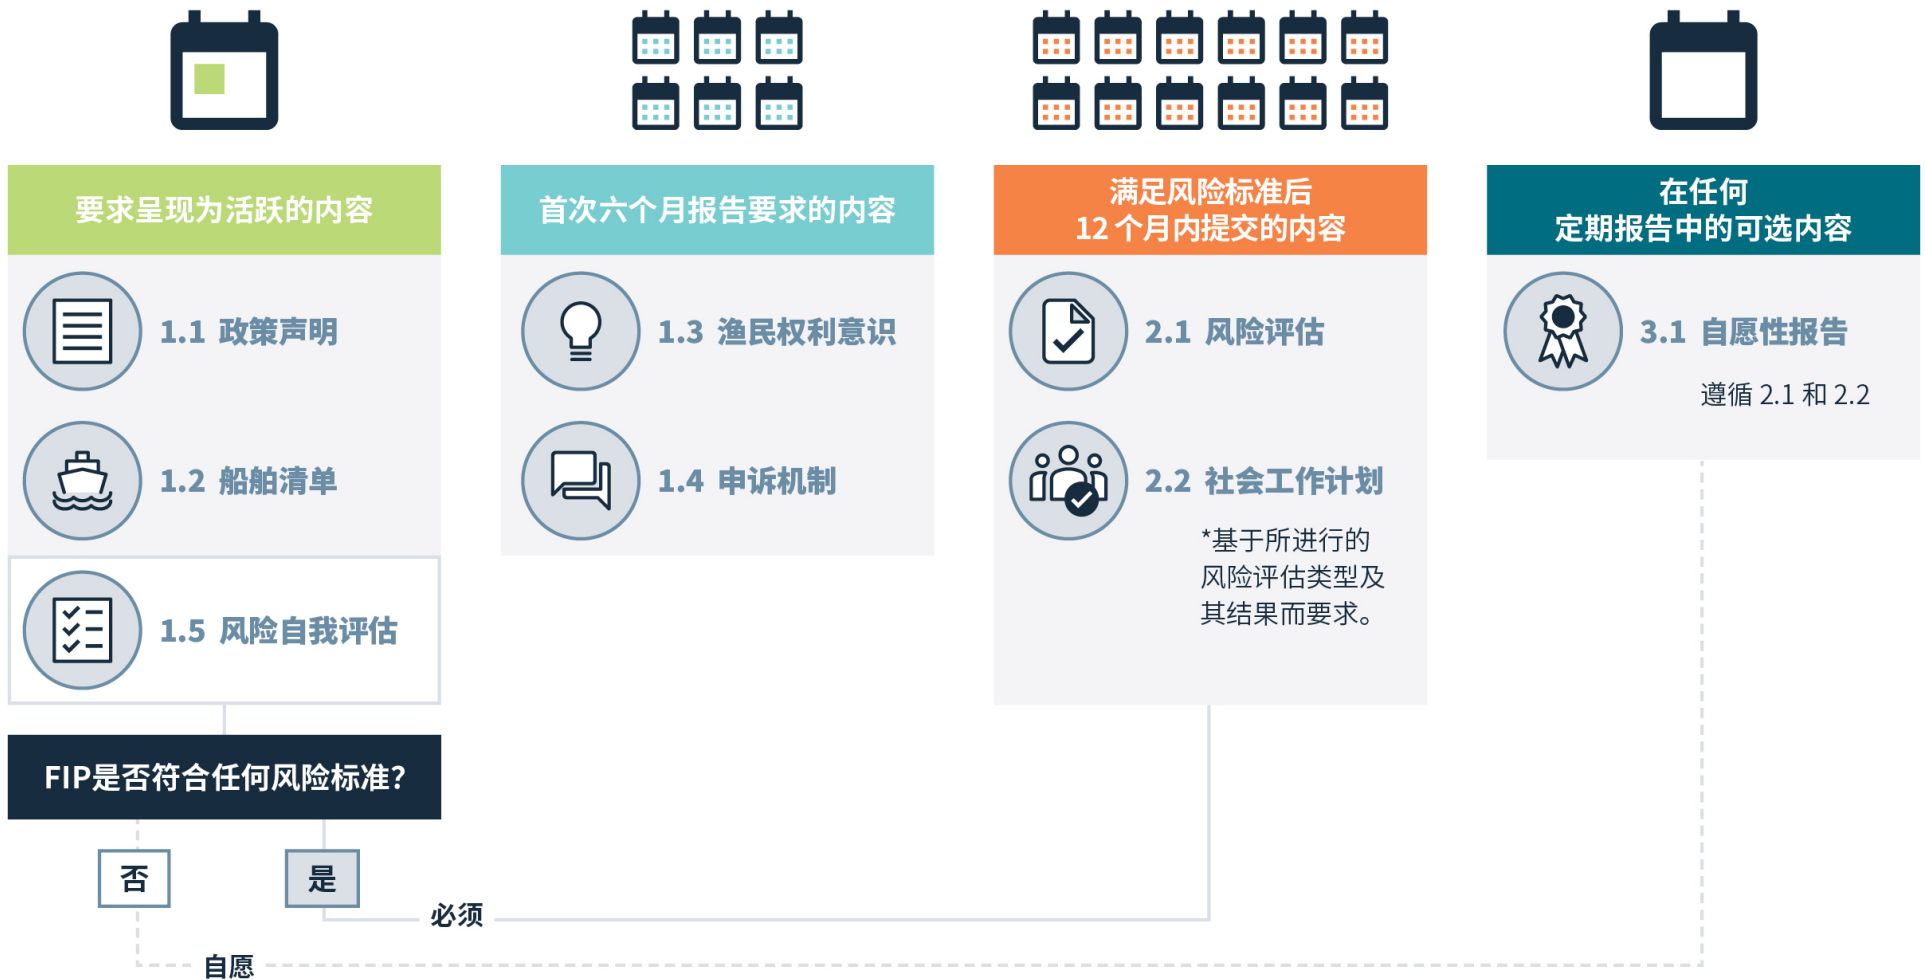 要求呈现为活跃的内容
1.1 政策声明
1.2 船舶清单
1.5 风险自我评估
FIP是否符合任何风险标准?
否
是
必须
自愿
首次六个月报告要求的内容
1.3 渔民权利意识
1.4 申诉机制
满足风险标准后
12 个月内提交的内容
2.1 风险评估
2.2 社会工作计划
*基于所进行的
风险评估类型及
其结果而要求。
在任何
定期报告中的可选内容
3.1 自愿性报告
遵循 2.1 和 2.2